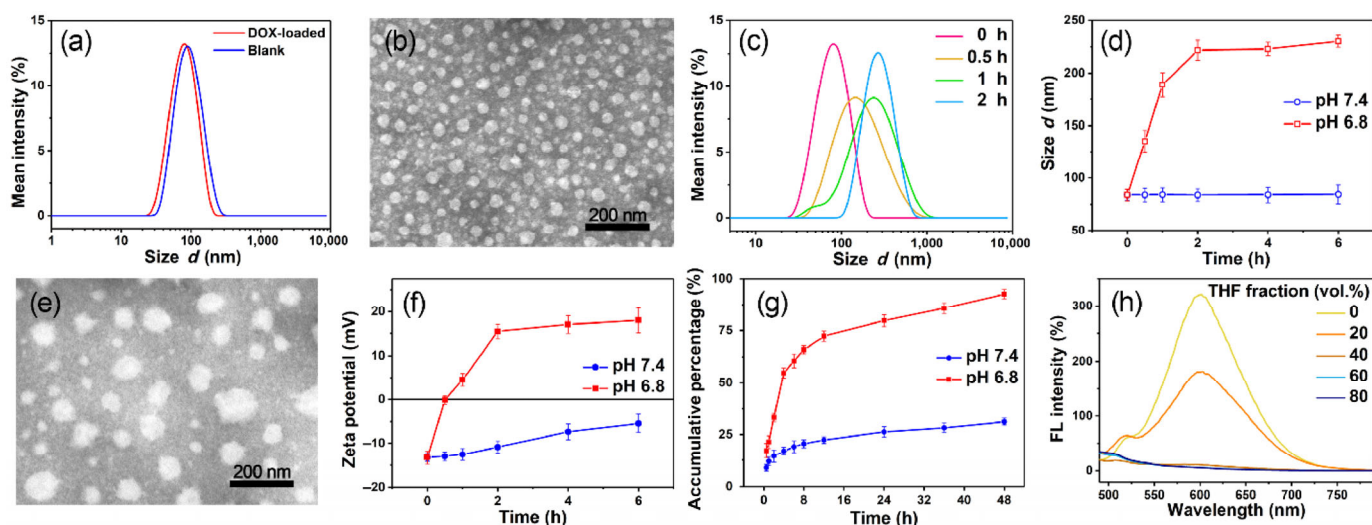 (a)
DOX-loaded
Blank
Mean intensity (%)
15
10
5
0
1
10
100
1,000
10,000
Size d (nm)
(b)
200 nm
(c)
0 h
0.5 h
1 h
2 h
Mean intensity (%)
15
10
5
0
10
100
1,000
10,000
Size d (nm)
(d)
pH 7.4
pH 6.8
Size d (nm)
250
200
150
100
50
0
2
4
6
Time (h)
(e)
200 nm
(f)
pH 7.4
pH 6.8
Zeta potential (mV)
20
10
0
–10
–20
0
2
4
6
Time (h)
(g)
pH 7.4
pH 6.8
Accumulative percentage (%)
100
75
50
25
0
0
12
24
36
48
Time (h)
(h)
THF fraction (vol.%)
0
20
40
60
80
FL intensity (%)
300
200
100
0
500
550
600
650
700
750
Wavelength (nm)